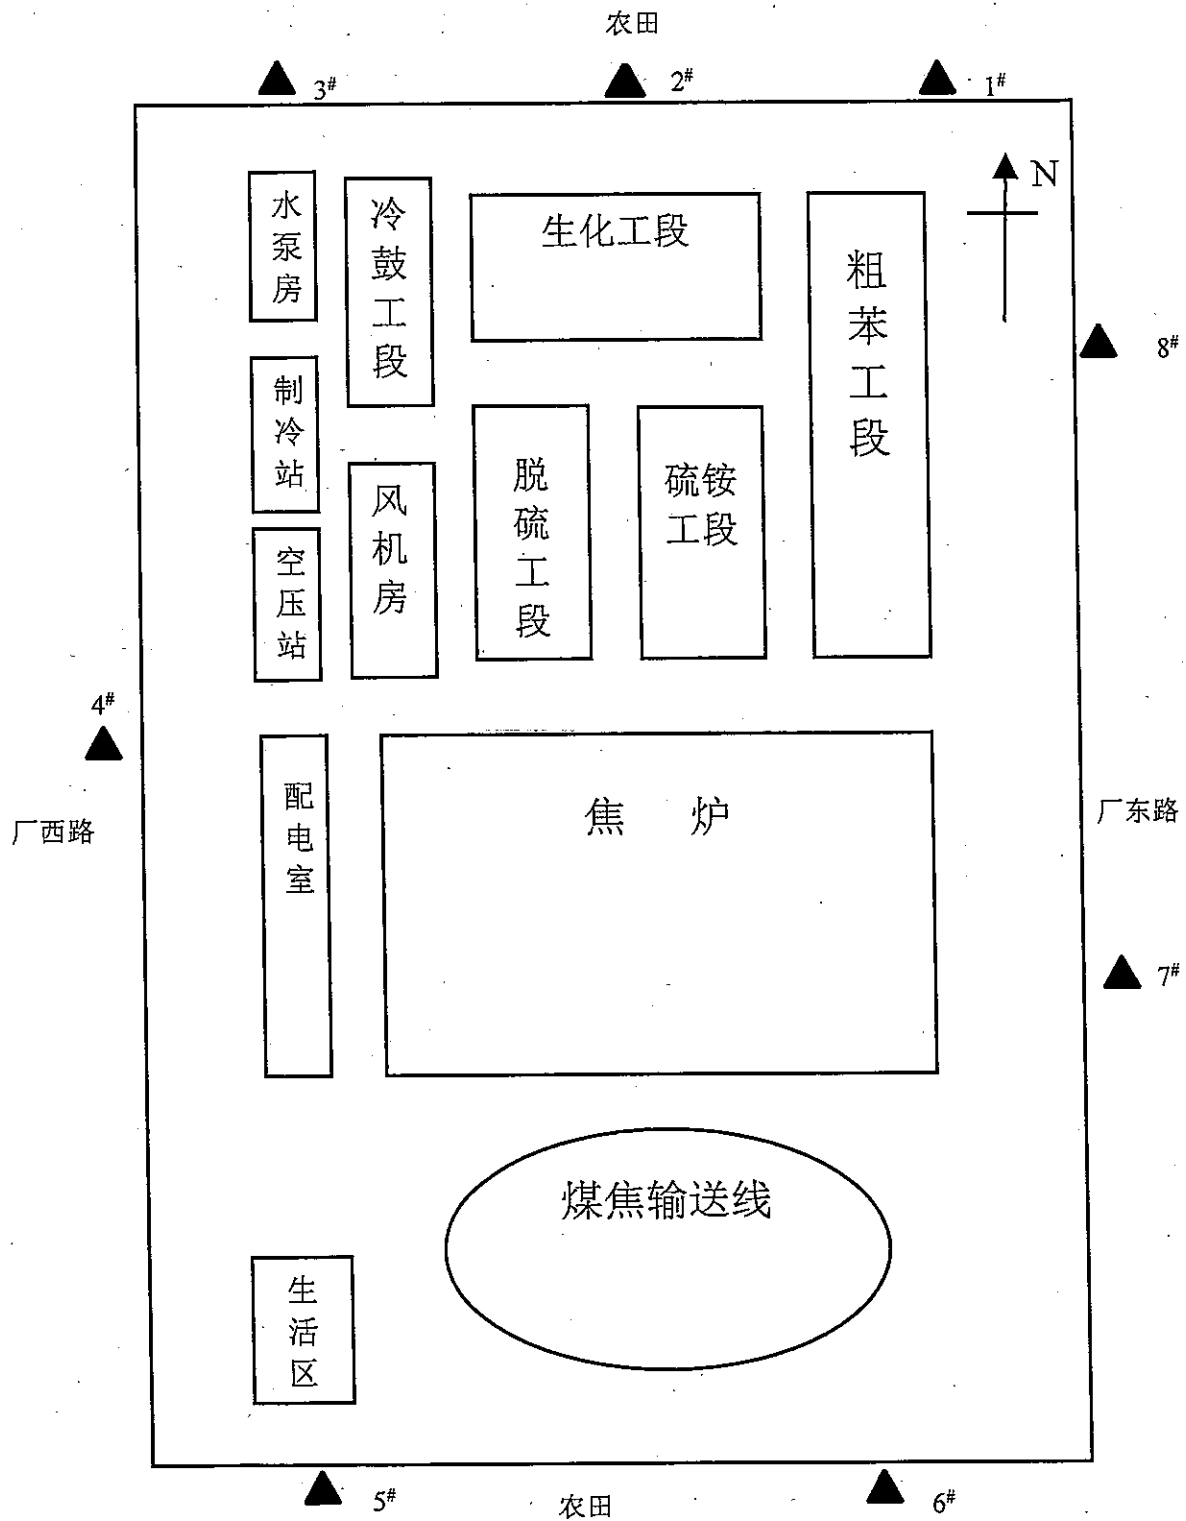 农田
3#
2#
1#
N
水泵房
冷鼓工段
生化工段
粗苯工段
8#
制冷站
风机房
脱硫工段
硫铵
工段
空压站
4#
厂西路
配电室
焦 炉
厂东路
7#
煤焦输送线
生活区
5#
农田
6#